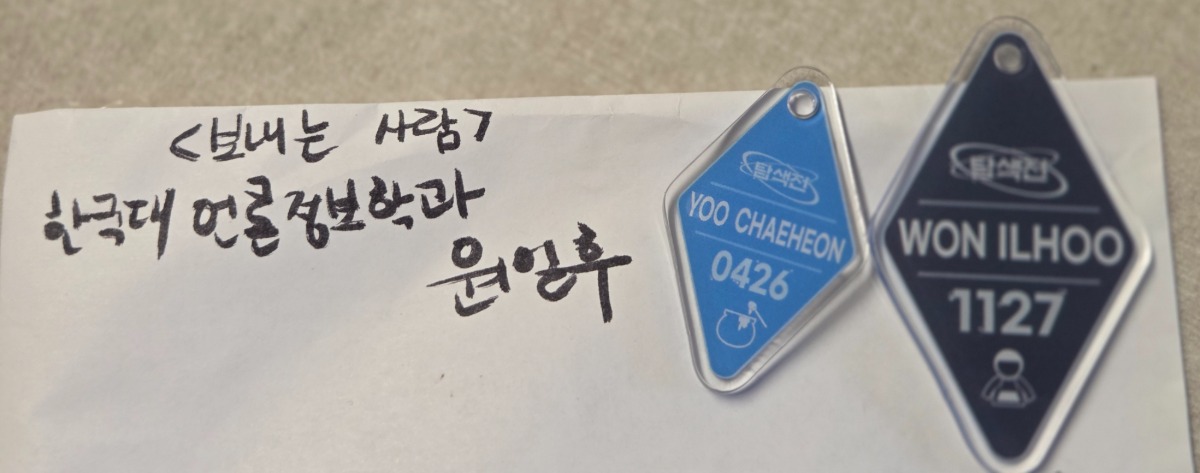 <보내는 사람>
한국대 언론정보학과
원일후
탐색전
YOO CHAEHEON
0426
탐색전
WON ILHOO
1127